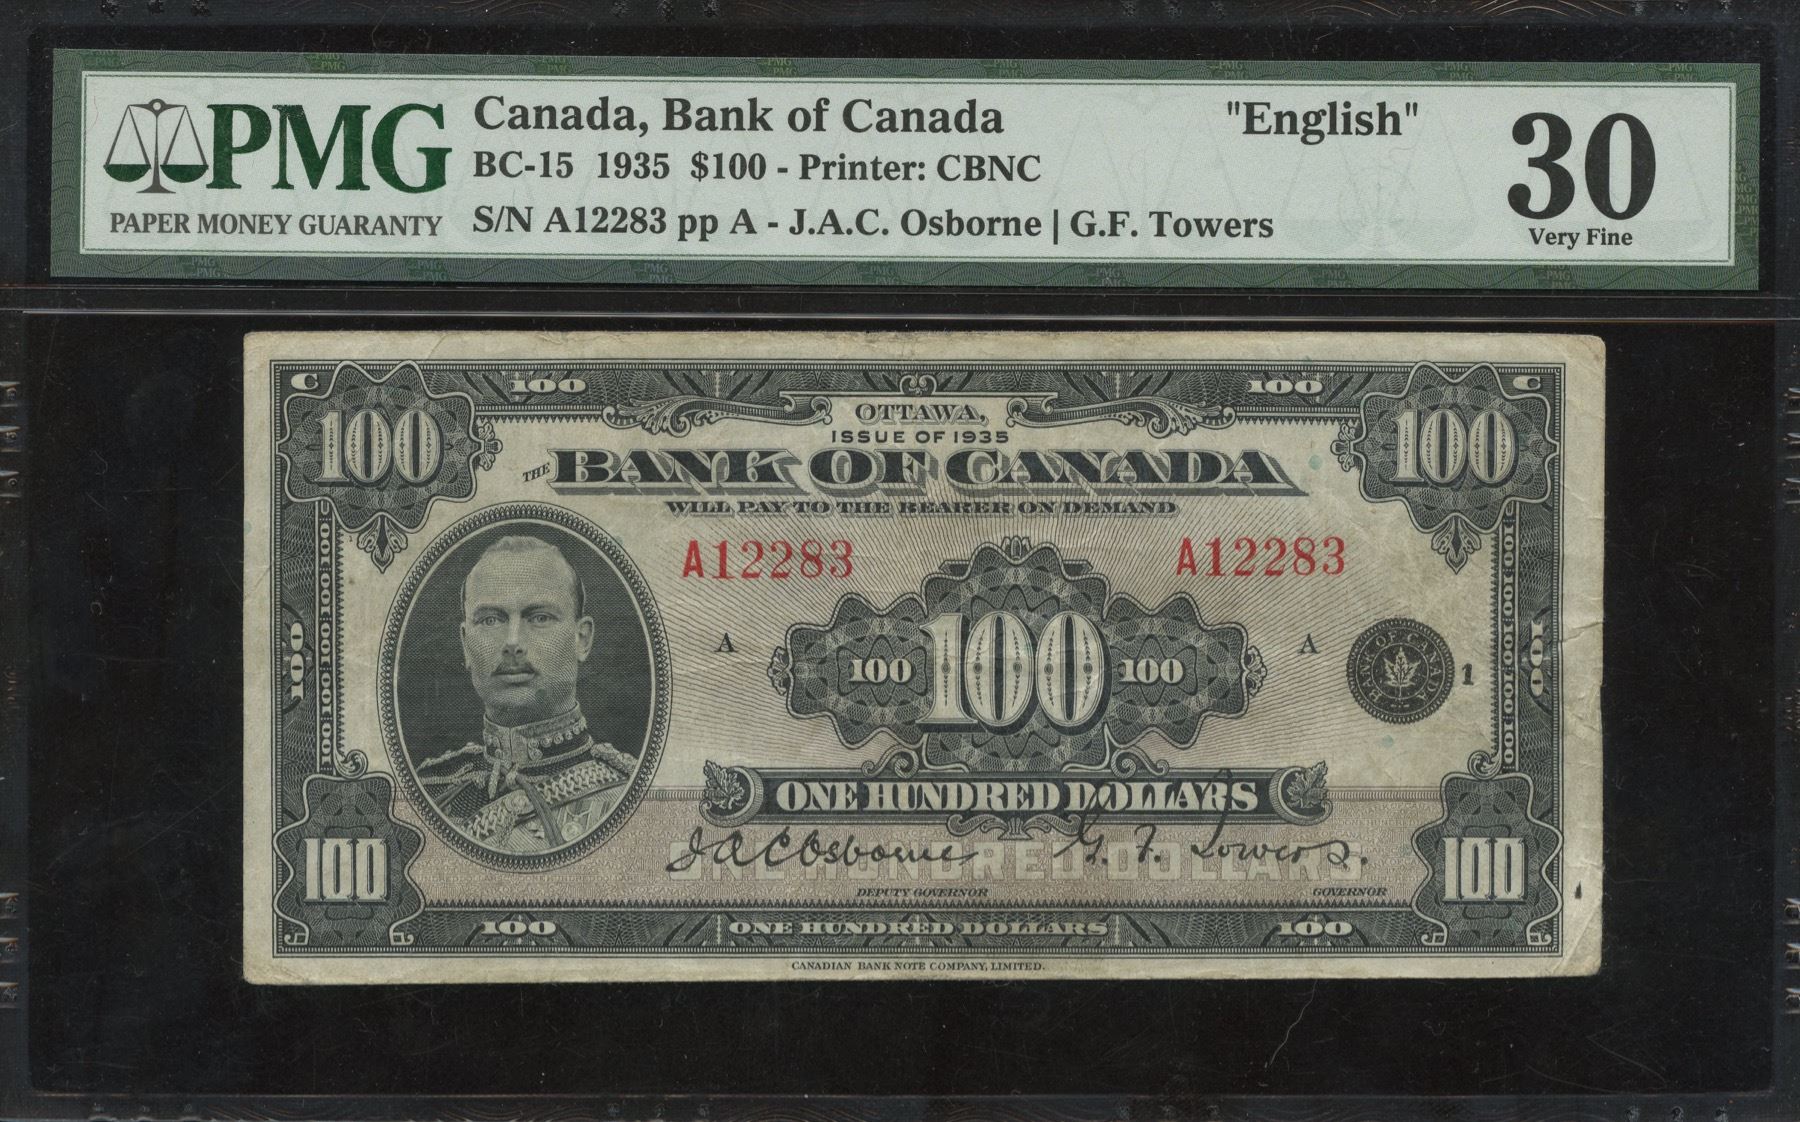 PMG
PAPER MONEY GUARANTY
Canada, Bank of Canada "English"
BC-15 1935 $100 - Printer: CBNC
S/N A12283 pp A - J.A.C. Osborne | G.F. Towers
30
Very Fine
C 100 100 C
100 100
OTTAWA,
ISSUE OF 1935
THE BANK OF CANADA
WILL PAY TO THE BEARER ON DEMAND
A12283 A12283
A A
100 100 100
100 100
BANK OF CANADA
1
ONE HUNDRED DOLLARS
JAC Osborne G. F. Towers.
ONE HUNDRED DOLLARS
DEPUTY GOVERNOR GOVERNOR
100 100
100 ONE HUNDRED DOLLARS 100
CANADIAN BANK NOTE COMPANY, LIMITED.